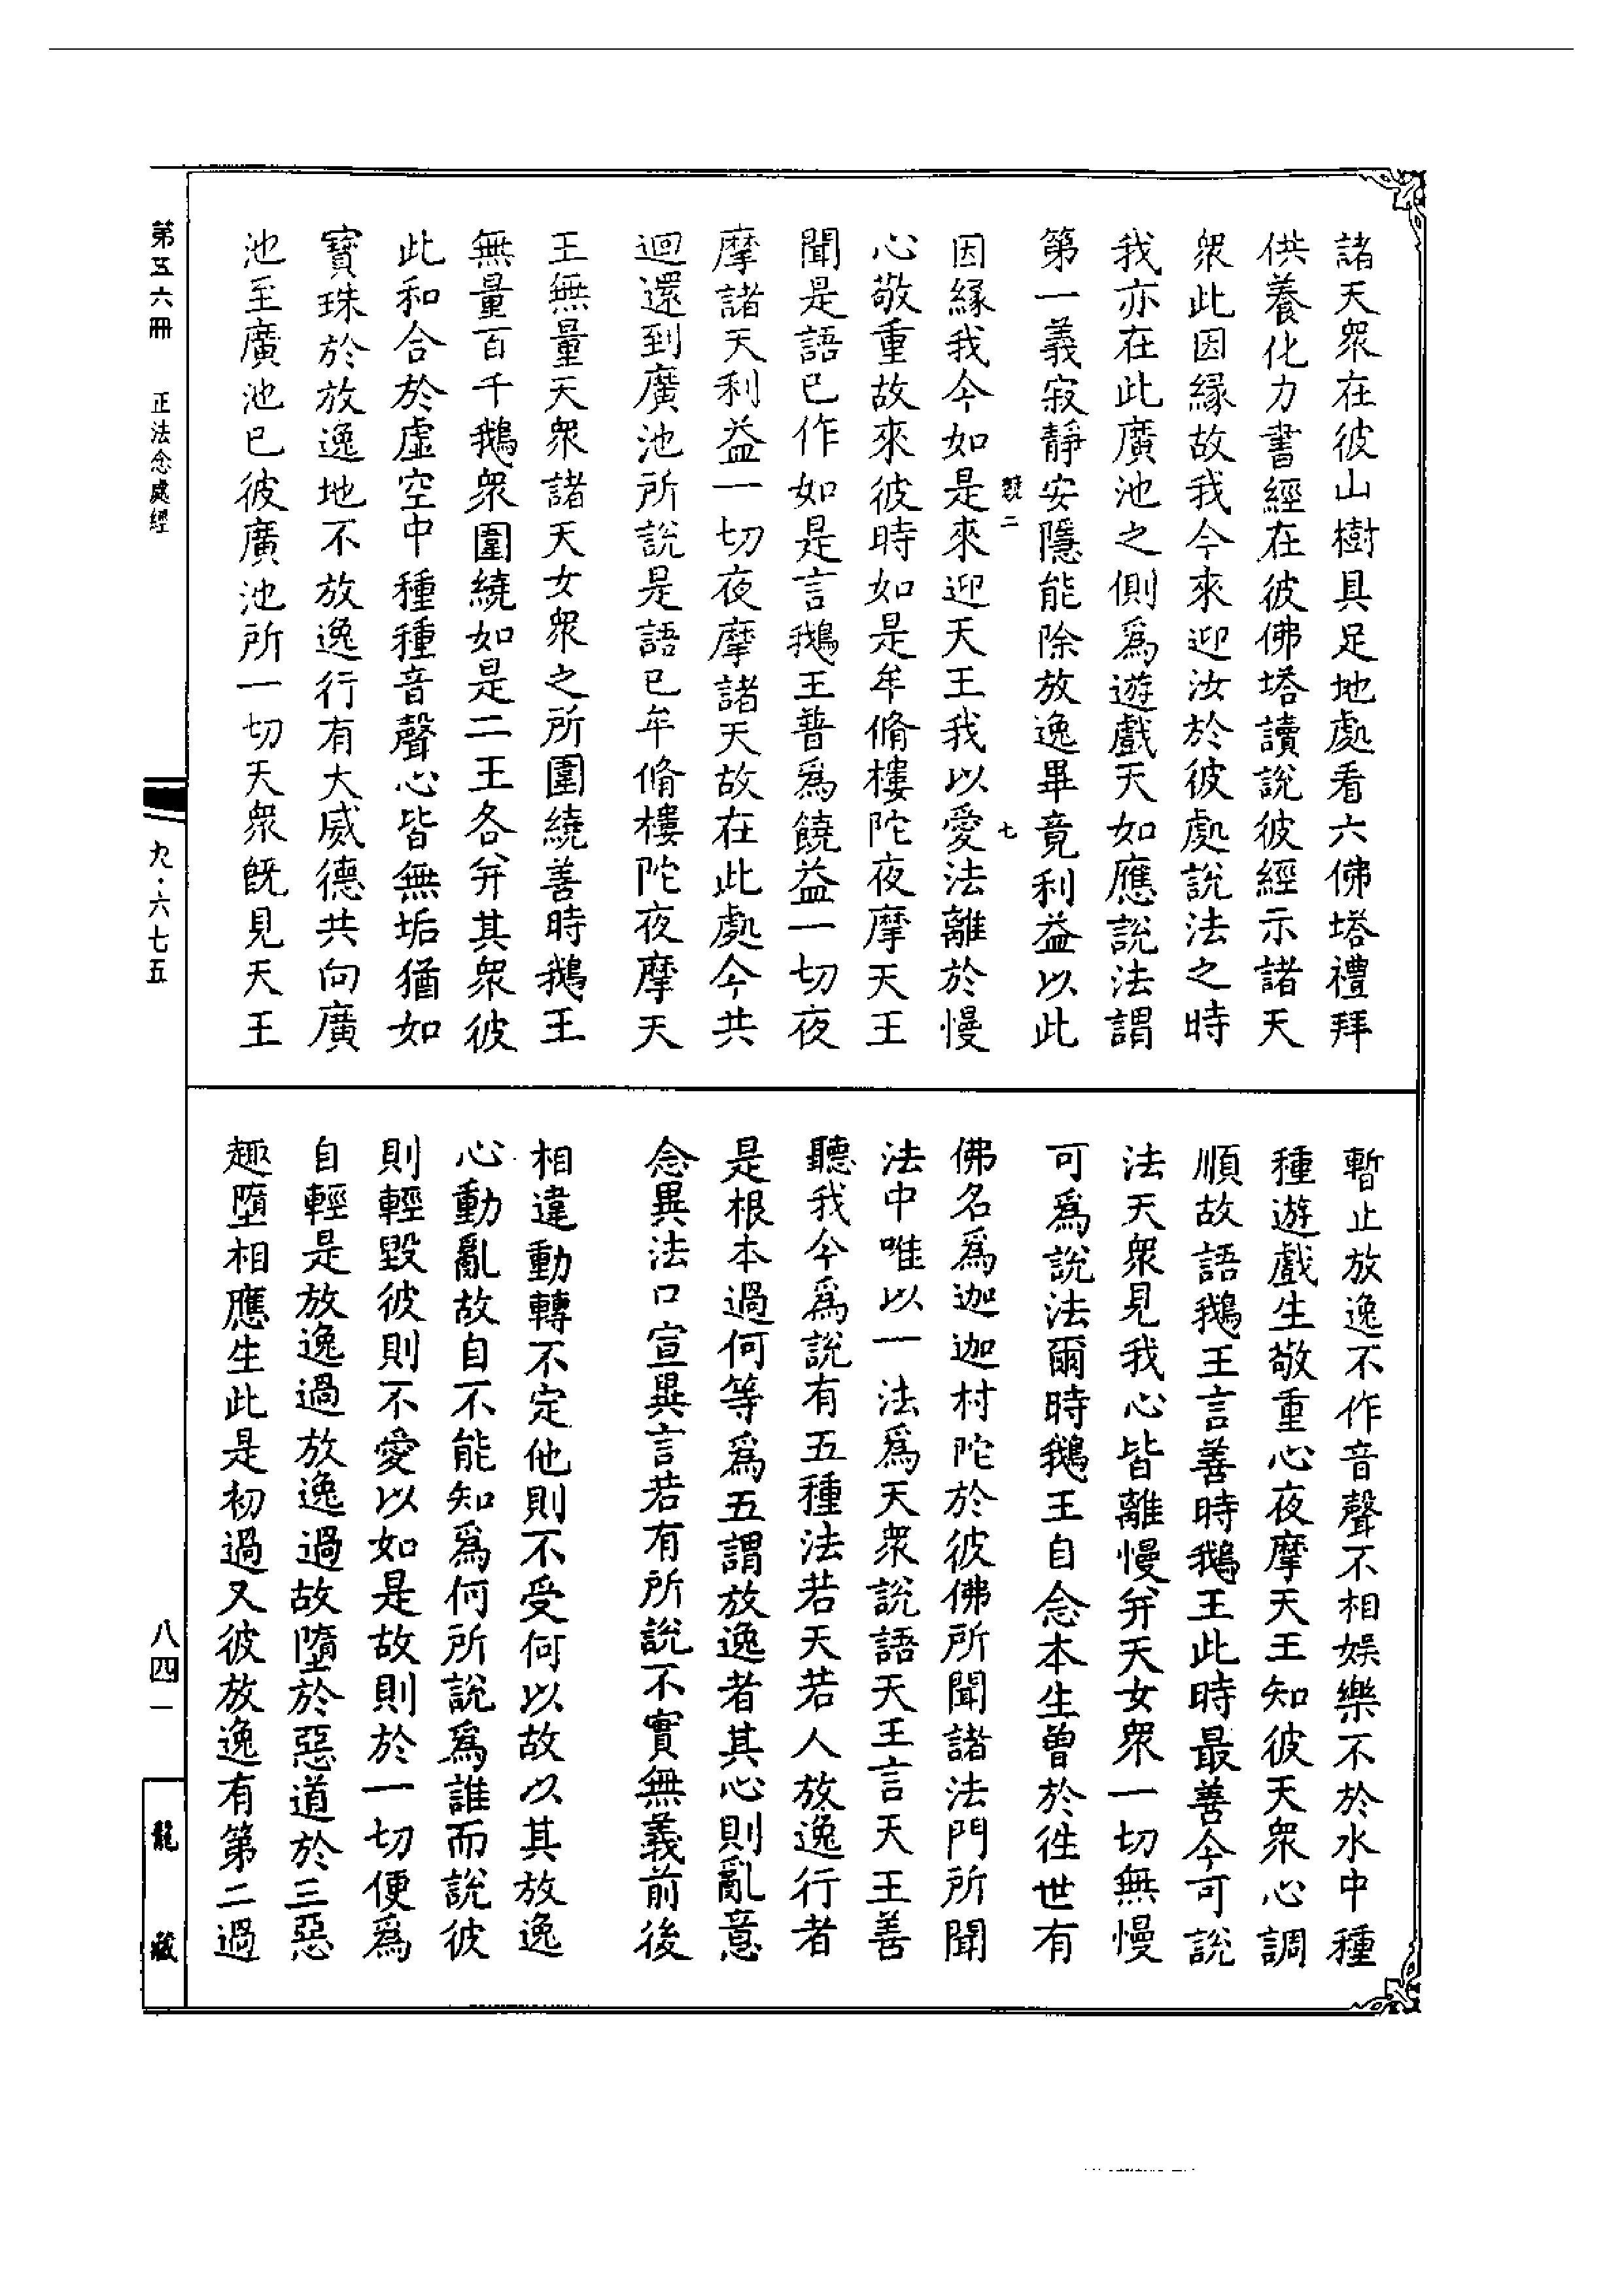 諸天眾在彼山樹具足地處看六佛塔禮拜
供養化力書經在彼佛塔讀說彼經示諸天
眾此因緣故我今來迎汝於彼處說法之時
我亦在此廣池之側為遊戲天如應說法謂
第一義寂靜安隱能除放逸畢竟利益以此
二
七
因緣我今如是來迎天王我以愛法離於慢
心敬重故來彼時如是牟脩樓陀夜摩天王
聞是語已作如是言鵝王普為饒益一切夜
摩諸天利益一切夜摩諸天故在此處今共
迴還到廣池所說是語已牟脩樓陀夜摩天
王無量天眾諸天女眾之所圍繞善時鵝王
無量百千鵝眾圍繞如是二王各并其眾彼
此和合於虛空中種種音聲心皆無垢猶如
寶珠於放逸地不放逸行有大威德共向廣
池至廣池已彼廣池所一切天眾既見天王
暫止放逸不作音聲不相娛樂不於水中種
種遊戲生敬重心夜摩天王知彼天眾心調
順故語鵝王言善時鵝王此時最善今可說
法天眾見我心皆離慢并天女眾一切無慢
可為說法爾時鵝王自念本生曾於往世有
佛名為迦迦村陀於彼佛所聞諸法門所聞
法中唯以一法為天眾說語天王言天王善
聽我今為說有五種法若天若人放逸行者
是根本過何等為五謂放逸者其心則亂意
念異法口宣異言若有所說不實無義前後
相違動轉不定他則不受何以故以其放逸
心動亂故自不能知為何所說為誰而說彼
則輕毀彼則不愛以如是故則於一切便為
自輕是放逸過放逸過故墮於惡道於三惡
趣墮相應生此是初過又彼放逸有第二過
第五六冊 正法念處經
九·六七五
八四一
龍藏